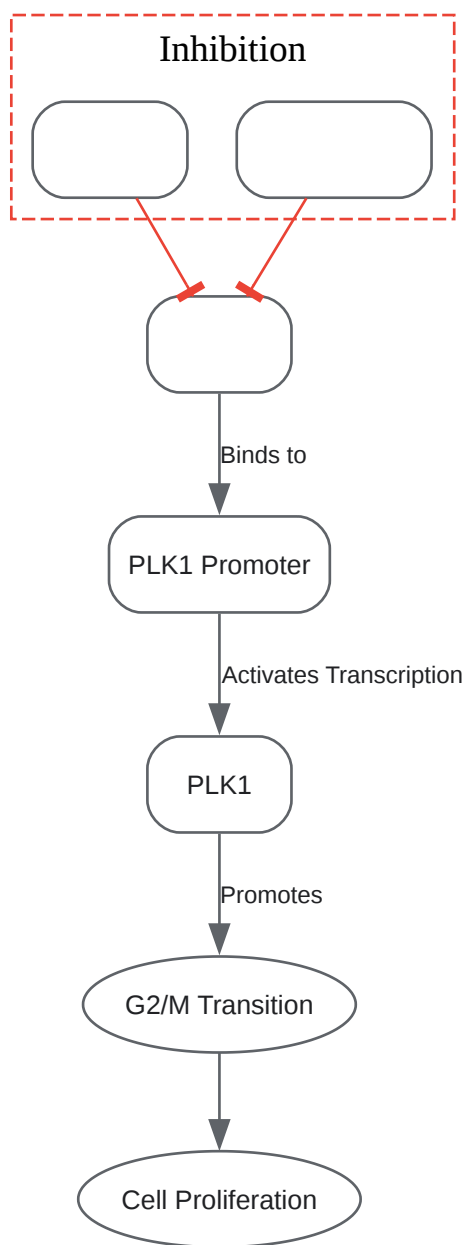 Inhibition
Binds to
PLK1 Promoter
Activates Transcription
PLK1
Promotes
G2/M Transition
Cell Proliferation